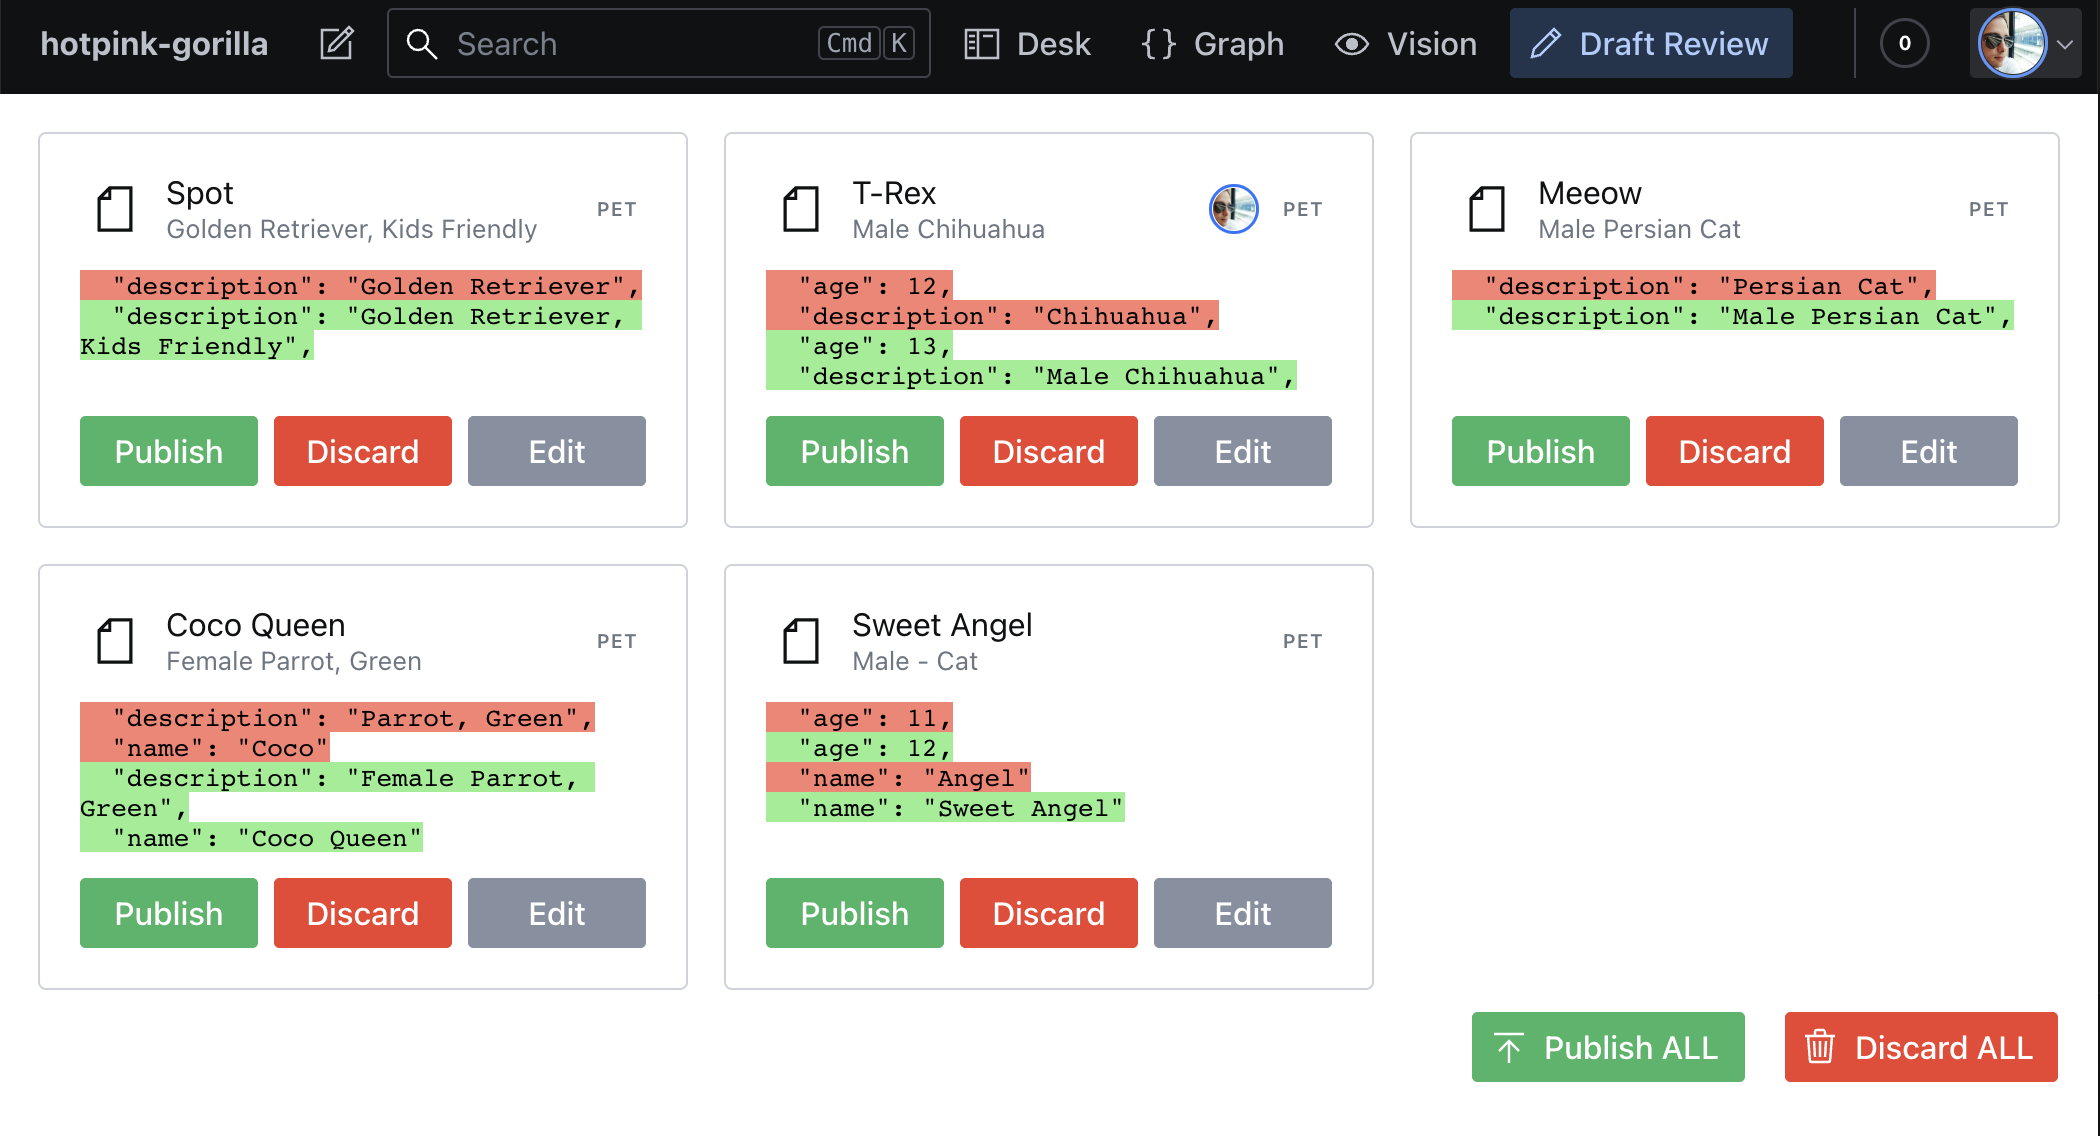 hotpink-gorilla
Search
Cmd K
Desk
{} Graph
Vision
Draft Review
0
Spot
Golden Retriever, Kids Friendly
PET
"description": "Golden Retriever",
"description": "Golden Retriever,
Kids Friendly",
Publish
Discard
Edit
T-Rex
Male Chihuahua
PET
"age": 12,
"description": "Chihuahua",
"age": 13,
"description": "Male Chihuahua",
Publish
Discard
Edit
Meeow
Male Persian Cat
PET
"description": "Persian Cat",
"description": "Male Persian Cat",
Publish
Discard
Edit
Coco Queen
Female Parrot, Green
PET
"description": "Parrot, Green",
"name": "Coco"
"description": "Female Parrot,
Green",
"name": "Coco Queen"
Publish
Discard
Edit
Sweet Angel
Male - Cat
PET
"age": 11,
"age": 12,
"name": "Angel"
"name": "Sweet Angel"
Publish
Discard
Edit
Publish ALL
Discard ALL